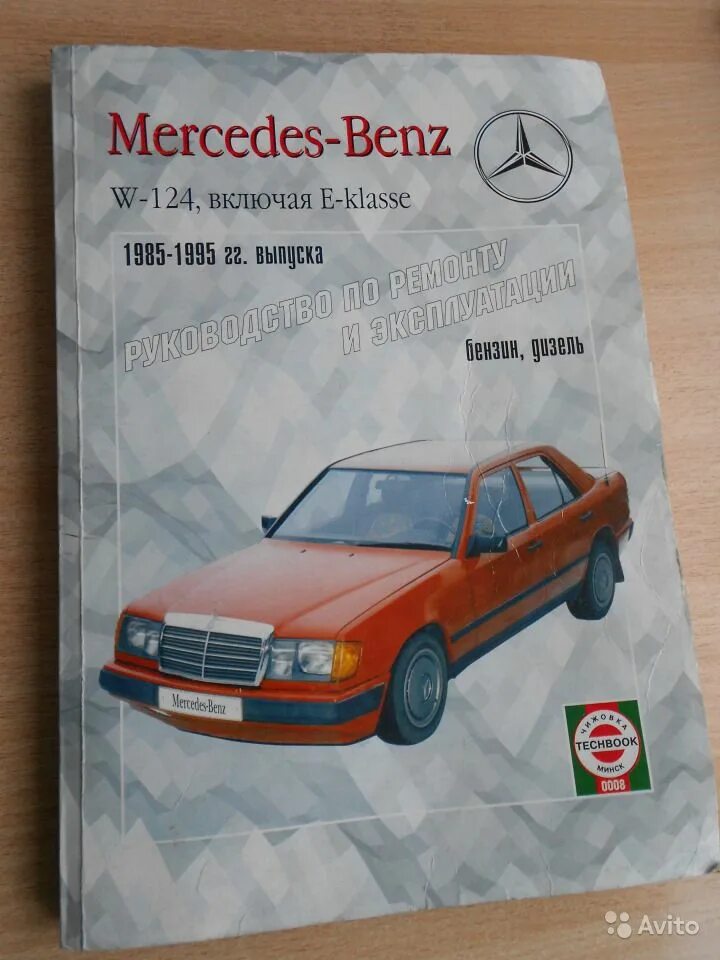 Mercedes-Benz
W-124, включая E-klasse
1985-1995 гг. выпуска
РУКОВОДСТВО ПО РЕМОНТУ
И ЭКСПЛУАТАЦИИ
бензин, дизель
Mercedes-Benz
ЧИЖОВКА
TECHBOOK
МИНСК
0008
Avito